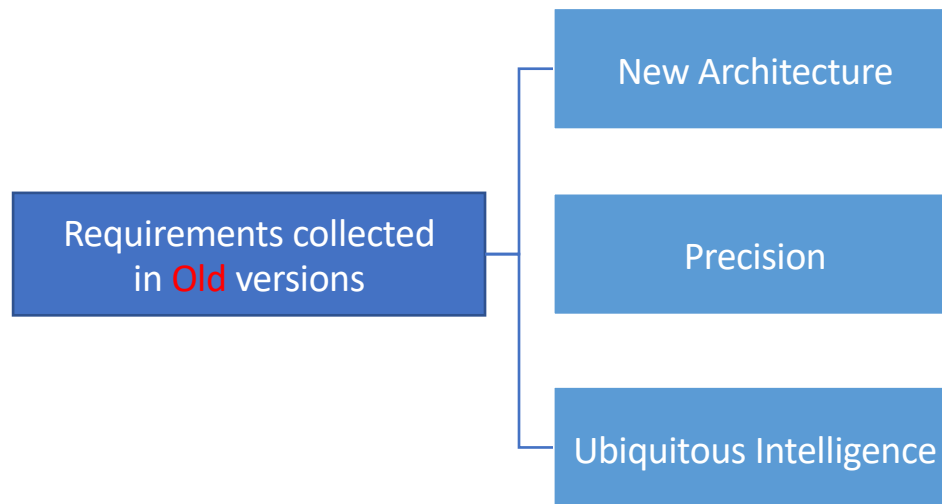 New Architecture
Requirements collected
in Old versions
Precision
Ubiquitous Intelligence